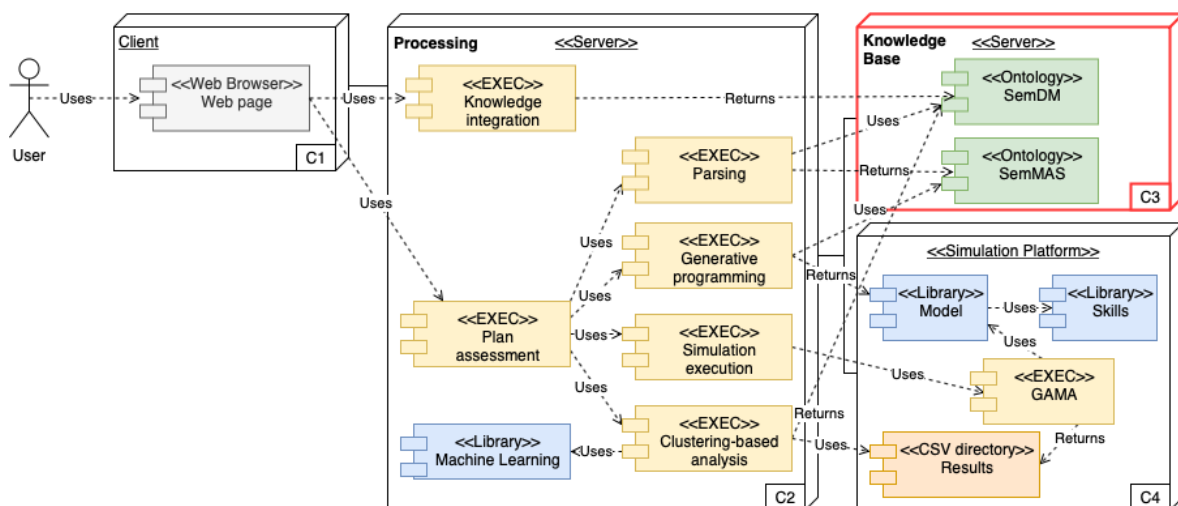 Client
Processing
<<Server>>
Knowledge
Base
<<Server>>
<<Web Browser>>
Web page
<<EXEC>>
Knowledge
integration
<<Ontology>>
SemDM
Uses
Uses
Returns
User
C1
Uses
<<EXEC>>
Parsing
<<Ontology>>
SemMAS
Returns
C3
Uses
Uses
Uses
<<EXEC>>
Generative
programming
<<Simulation Platform>>
Uses
Returns
<<Library>>
Model
Uses
<<Library>>
Skills
<<EXEC>>
Plan
assessment
Uses
<<EXEC>>
Simulation
execution
Uses
Uses
<<EXEC>>
GAMA
Uses
Returns
<<Library>>
Machine Learning
Uses
<<EXEC>>
Clustering-based
analysis
Uses
<<CSV directory>>
Results
Returns
C2
C4